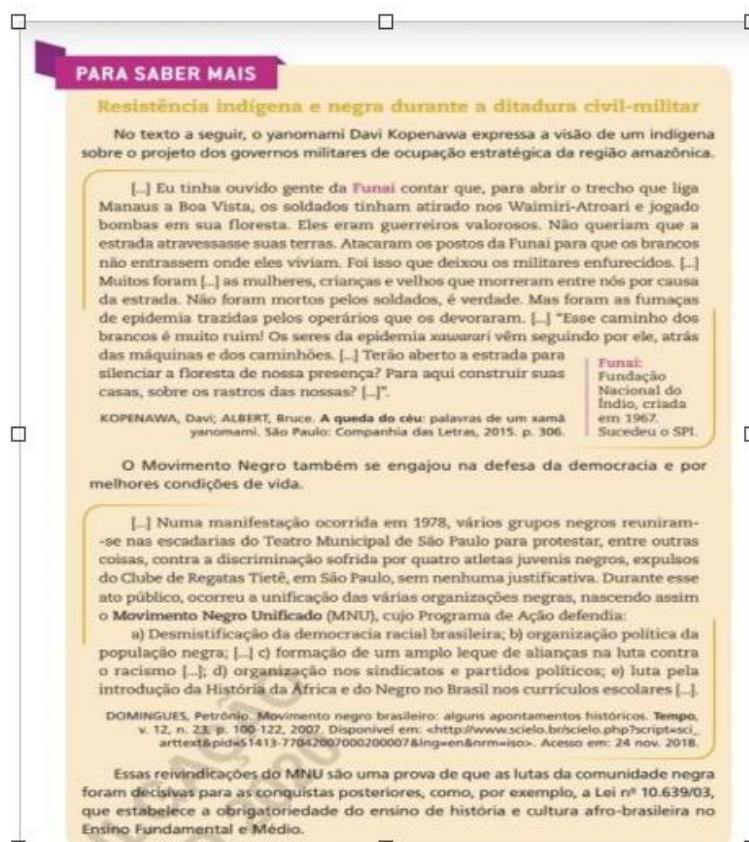 PARA SABER MAIS
Resistência indígena e negra durante a ditadura civil-militar
No texto a seguir, o yanomami Davi Kopenawa expressa a visão de um indígena
sobre o projeto dos governos militares de ocupação estratégica da região amazônica.
[...] Eu tinha ouvido gente da Funai contar que, para abrir o trecho que liga
Manaus a Boa Vista, os soldados tinham atirado nos Waimiri-Atroari e jogado
bombas em sua floresta. Eles eram guerreiros valorosos. Não queriam que a
estrada atravessasse suas terras. Atacaram os postos da Funai para que os brancos
não entrassem onde eles viviam. Foi isso que deixou os militares enfurecidos. [...]
Muitos foram [...] as mulheres, crianças e velhos que morreram entre nós por causa
da estrada. Não foram mortos pelos soldados, é verdade. Mas foram as fumaças
de epidemia trazidas pelos operários que os devoraram. [...] "Esse caminho dos
brancos é muito ruim! Os seres da epidemia xawarari vêm seguindo por ele, atrás
das máquinas e dos caminhões. [...] Terão aberto a estrada para
silenciar a floresta de nossa presença? Para aqui construir suas
casas, sobre os rastros das nossas? [...]".
KOPENAWA, Davi; ALBERT, Bruce. A queda do céu: palavras de um xamã
yanomami. São Paulo: Companhia das Letras, 2015. p. 306.
Funai:
Fundação
Nacional do
Índio, criada
em 1967.
Sucedeu o SPI.
O Movimento Negro também se engajou na defesa da democracia e por
melhores condições de vida.
[...] Numa manifestação ocorrida em 1978, vários grupos negros reuniram-
-se nas escadarias do Teatro Municipal de São Paulo para protestar, entre outras
coisas, contra a discriminação sofrida por quatro atletas juvenis negros, expulsos
do Clube de Regatas Tietê, em São Paulo, sem nenhuma justificativa. Durante esse
ato público, ocorreu a unificação das várias organizações negras, nascendo assim
o Movimento Negro Unificado (MNU), cujo Programa de Ação defendia:
a) Desmistificação da democracia racial brasileira; b) organização política da
população negra; [...] c) formação de um amplo leque de alianças na luta contra
o racismo [...]; d) organização nos sindicatos e partidos políticos; e) luta pela
introdução da História da África e do Negro no Brasil nos currículos escolares [...].
DOMINGUES, Petrônio. Movimento negro brasileiro: alguns apontamentos históricos. Tempo,
v. 12, n. 23, p. 100-122, 2007. Disponível em: <http://www.scielo.br/scielo.php?script=sci_
arttext&pid=S1413-77042007000200007&lng=en&nrm=iso>. Acesso em: 24 nov. 2018.
Essas reivindicações do MNU são uma prova de que as lutas da comunidade negra
foram decisivas para as conquistas posteriores, como, por exemplo, a Lei nº 10.639/03,
que estabelece a obrigatoriedade do ensino de história e cultura afro-brasileira no
Ensino Fundamental e Médio.